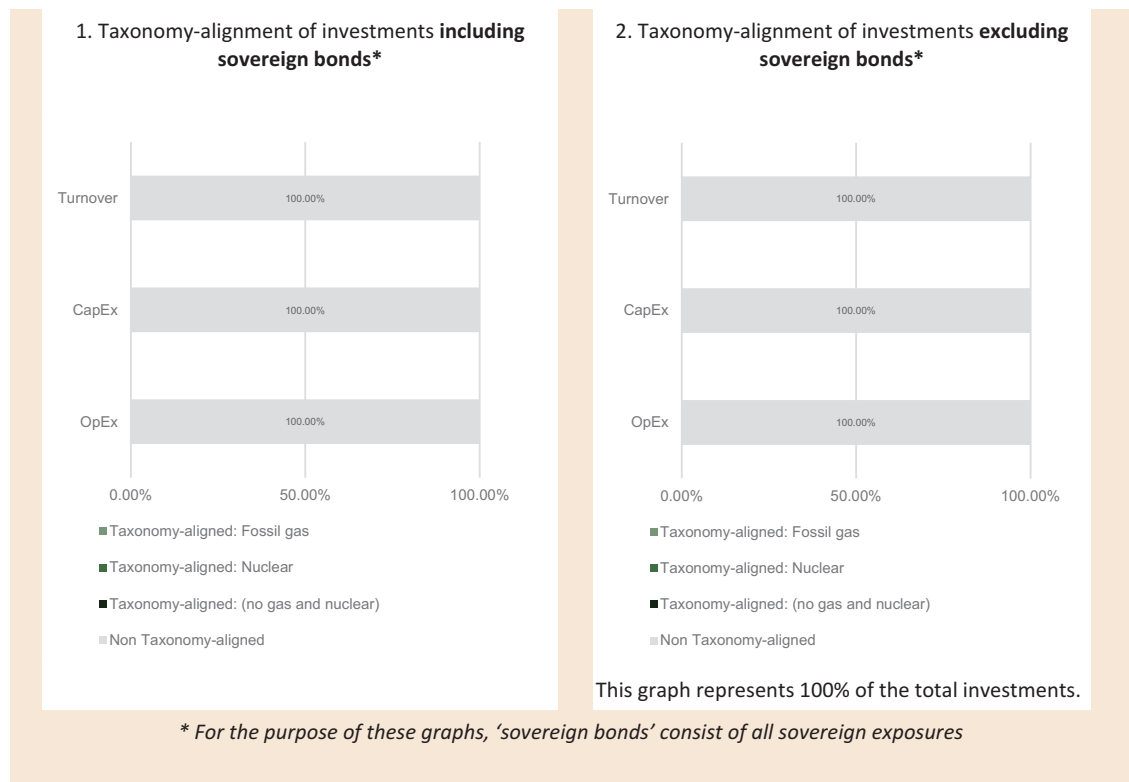 1. Taxonomy-alignment of investments including
sovereign bonds*
Turnover
100.00%
CapEx
100.00%
OpEx
100.00%
0.00% 50.00% 100.00%
Taxonomy-aligned: Fossil gas
Taxonomy-aligned: Nuclear
Taxonomy-aligned: (no gas and nuclear)
Non Taxonomy-aligned
2. Taxonomy-alignment of investments excluding
sovereign bonds*
Turnover
100.00%
CapEx
100.00%
OpEx
100.00%
0.00% 50.00% 100.00%
Taxonomy-aligned: Fossil gas
Taxonomy-aligned: Nuclear
Taxonomy-aligned: (no gas and nuclear)
Non Taxonomy-aligned
This graph represents 100% of the total investments.
* For the purpose of these graphs, ‘sovereign bonds’ consist of all sovereign exposures